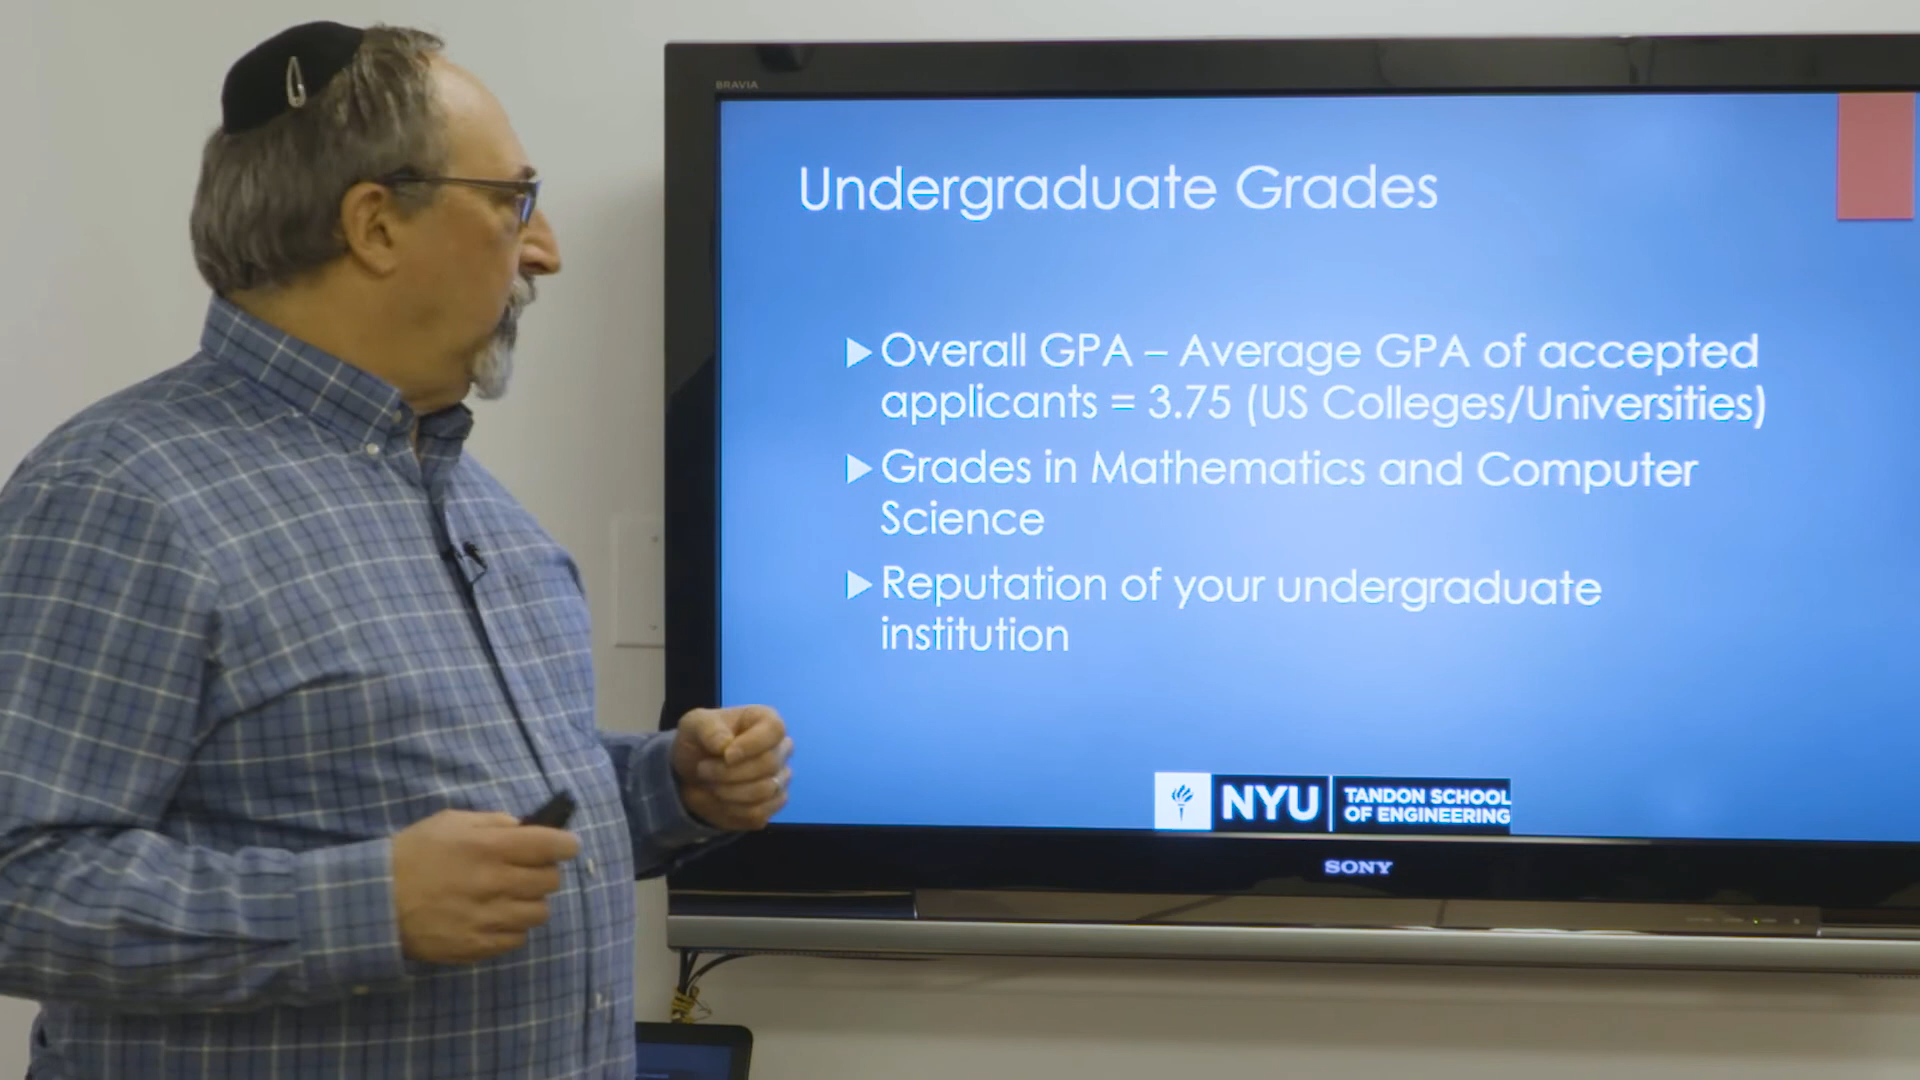 BRAVIA
Undergraduate Grades
Overall GPA – Average GPA of accepted
applicants = 3.75 (US Colleges/Universities)
Grades in Mathematics and Computer
Science
Reputation of your undergraduate
institution
NYU
TANDON SCHOOL
OF ENGINEERING
SONY